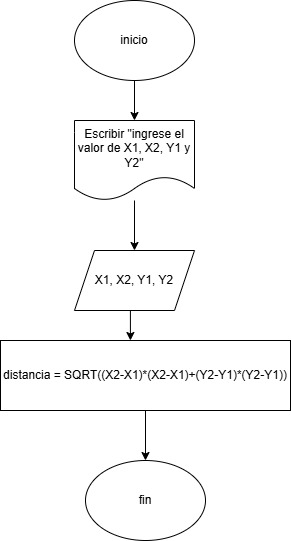 inicio
Escribir "ingrese el
valor de X1, X2, Y1 y
Y2"
X1, X2, Y1, Y2
distancia = SQRT((X2-X1)*(X2-X1)+(Y2-Y1)*(Y2-Y1))
fin